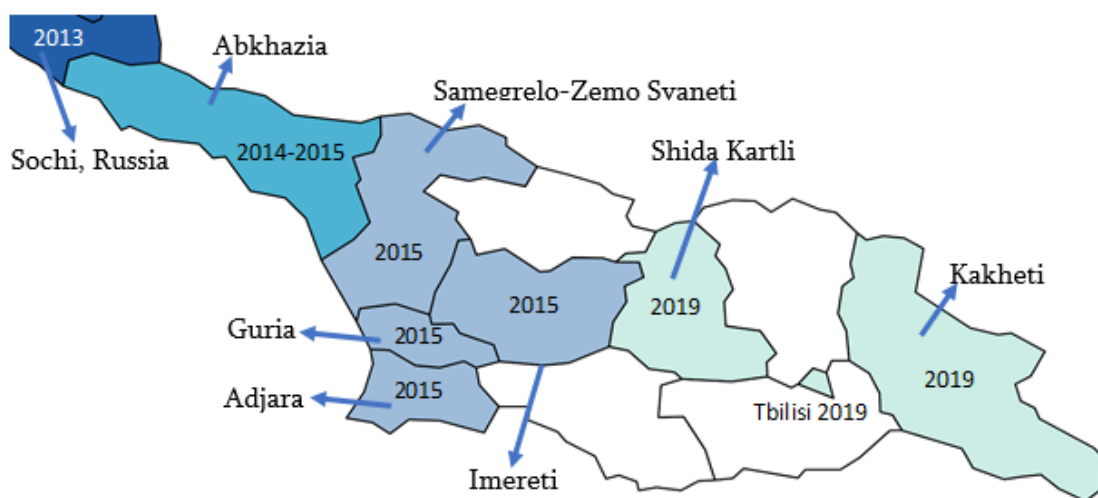 2013
Abkhazia
Samegrelo-Zemo Svaneti
Sochi, Russia
2014-2015
Shida Kartli
2015
Kakheti
2015
2019
Guria
2015
Adjara
2015
2019
Tbilisi 2019
Imereti